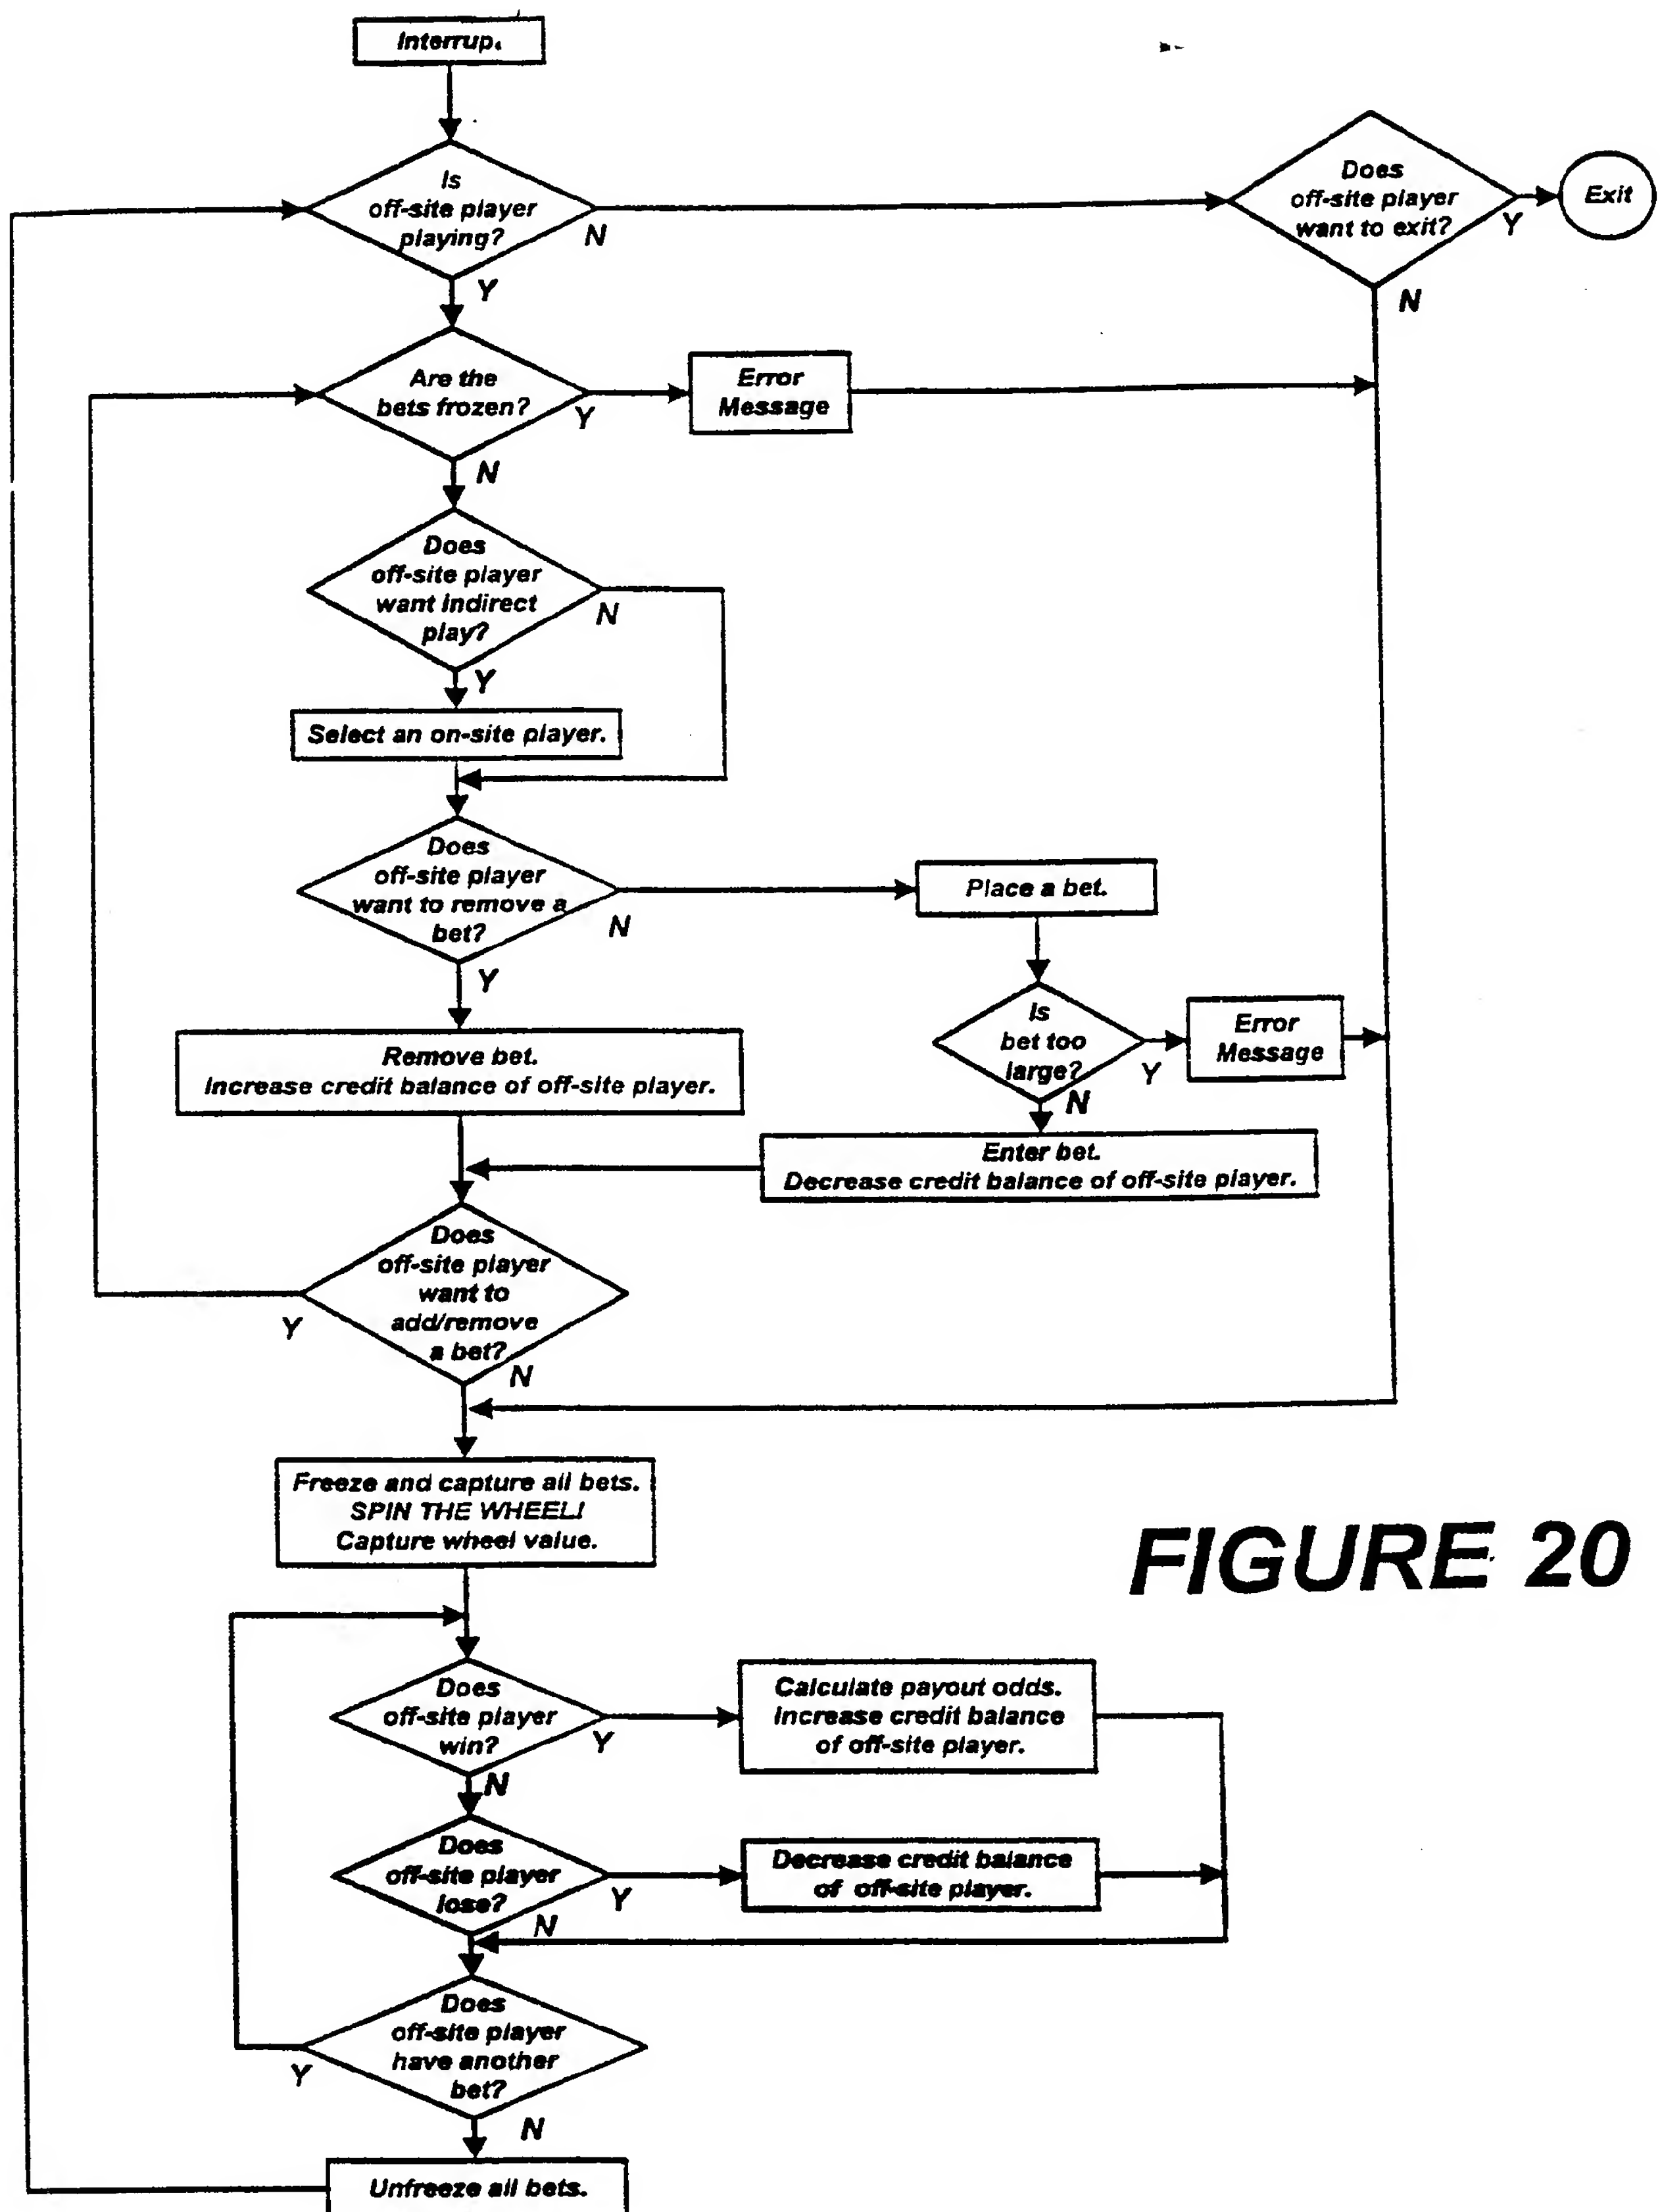 Interrup.
Is
off-site player
playing?
N
Y
Does
off-site player
want to exit?
Y
N
Exit
Are the
bets frozen?
Y
N
Error
Message
Does
off-site player
want indirect
play?
N
Y
Select an on-site player.
Does
off-site player
want to remove a
bet?
N
Y
Place a bet.
Is
bet too
large?
Y
N
Error
Message
Remove bet.
Increase credit balance of off-site player.
Enter bet.
Decrease credit balance of off-site player.
Does
off-site player
want to
add/remove
a bet?
Y
N
Freeze and capture all bets.
SPIN THE WHEEL!
Capture wheel value.
FIGURE 20
Does
off-site player
win?
Y
N
Calculate payout odds.
Increase credit balance
of off-site player.
Does
off-site player
lose?
Y
N
Decrease credit balance
of off-site player.
Does
off-site player
have another
bet?
Y
N
Unfreeze all bets.